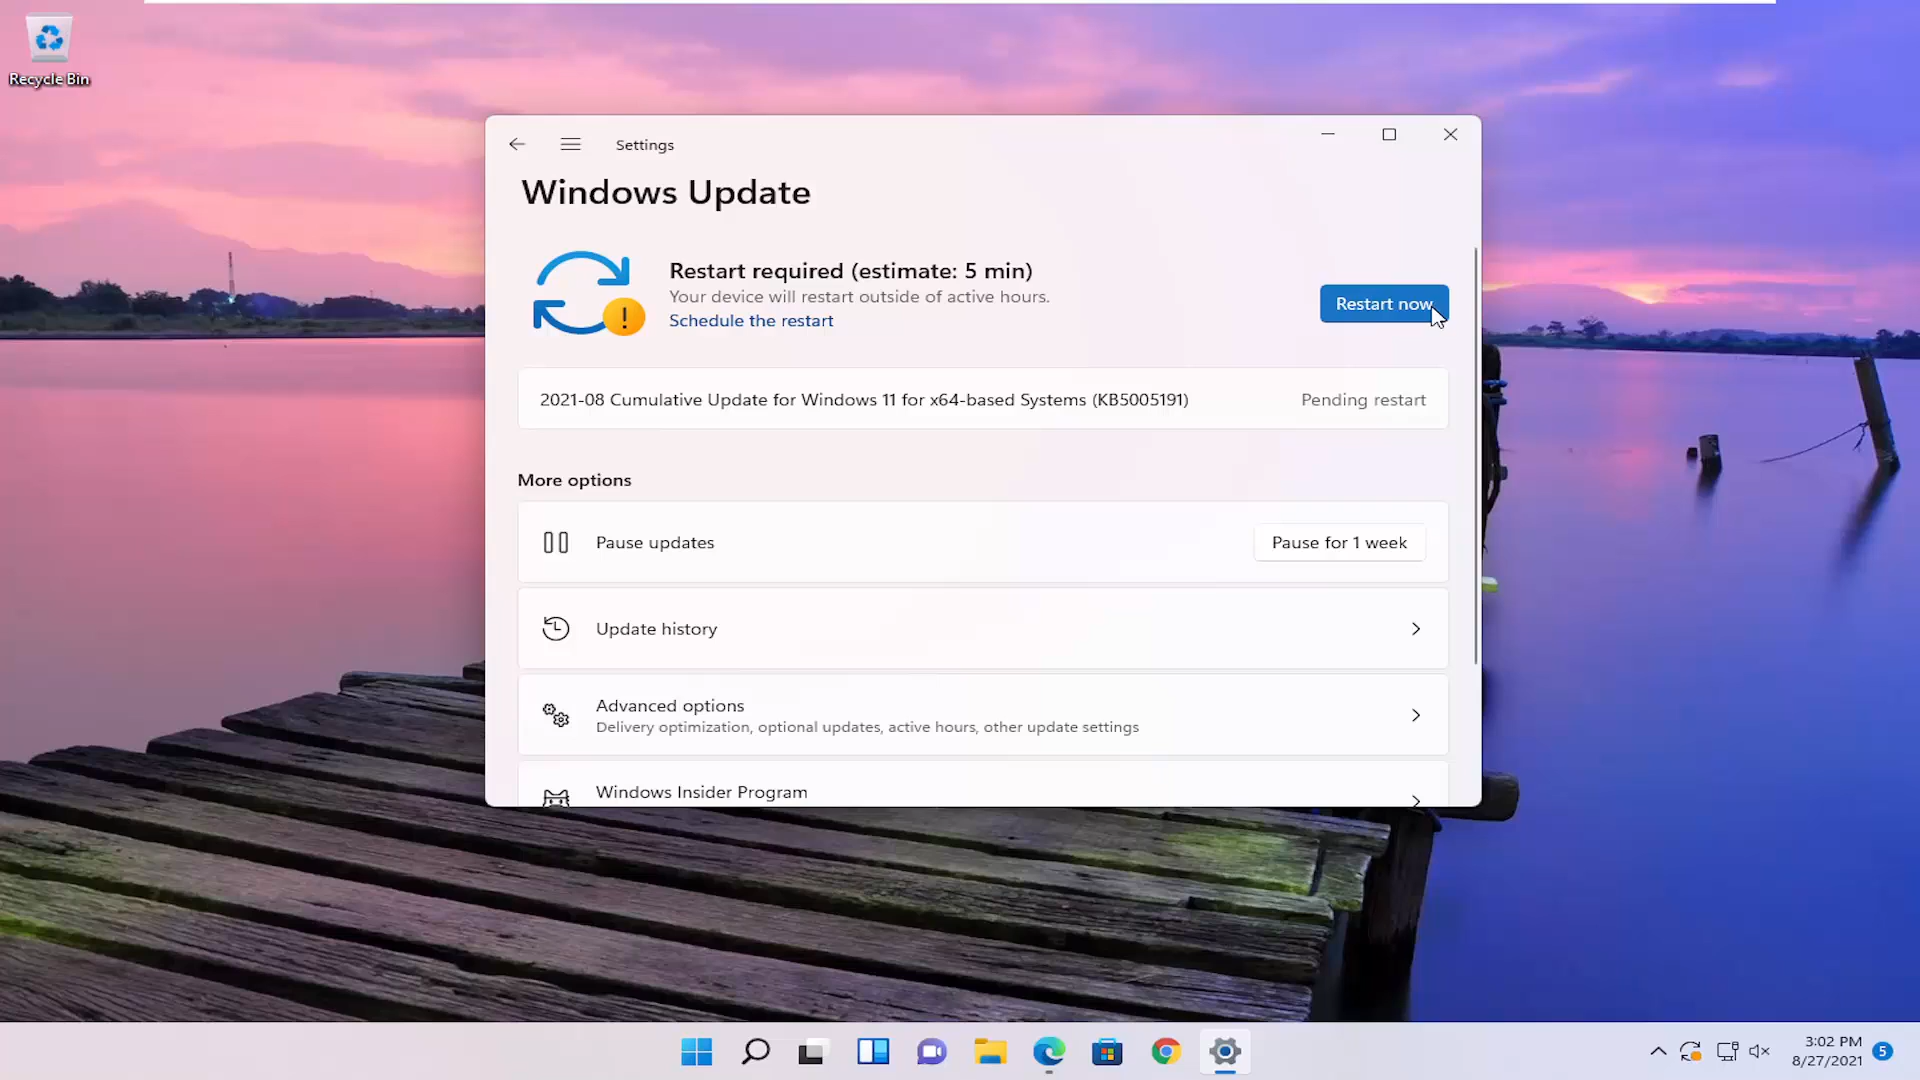 Recycle Bin
Settings
Windows Update
Restart required (estimate: 5 min)
Your device will restart outside of active hours.
Schedule the restart
Restart now
2021-08 Cumulative Update for Windows 11 for x64-based Systems (KB5005191)
Pending restart
More options
Pause updates
Pause for 1 week
Update history
Advanced options
Delivery optimization, optional updates, active hours, other update settings
Windows Insider Program
3:02 PM
8/27/2021
5